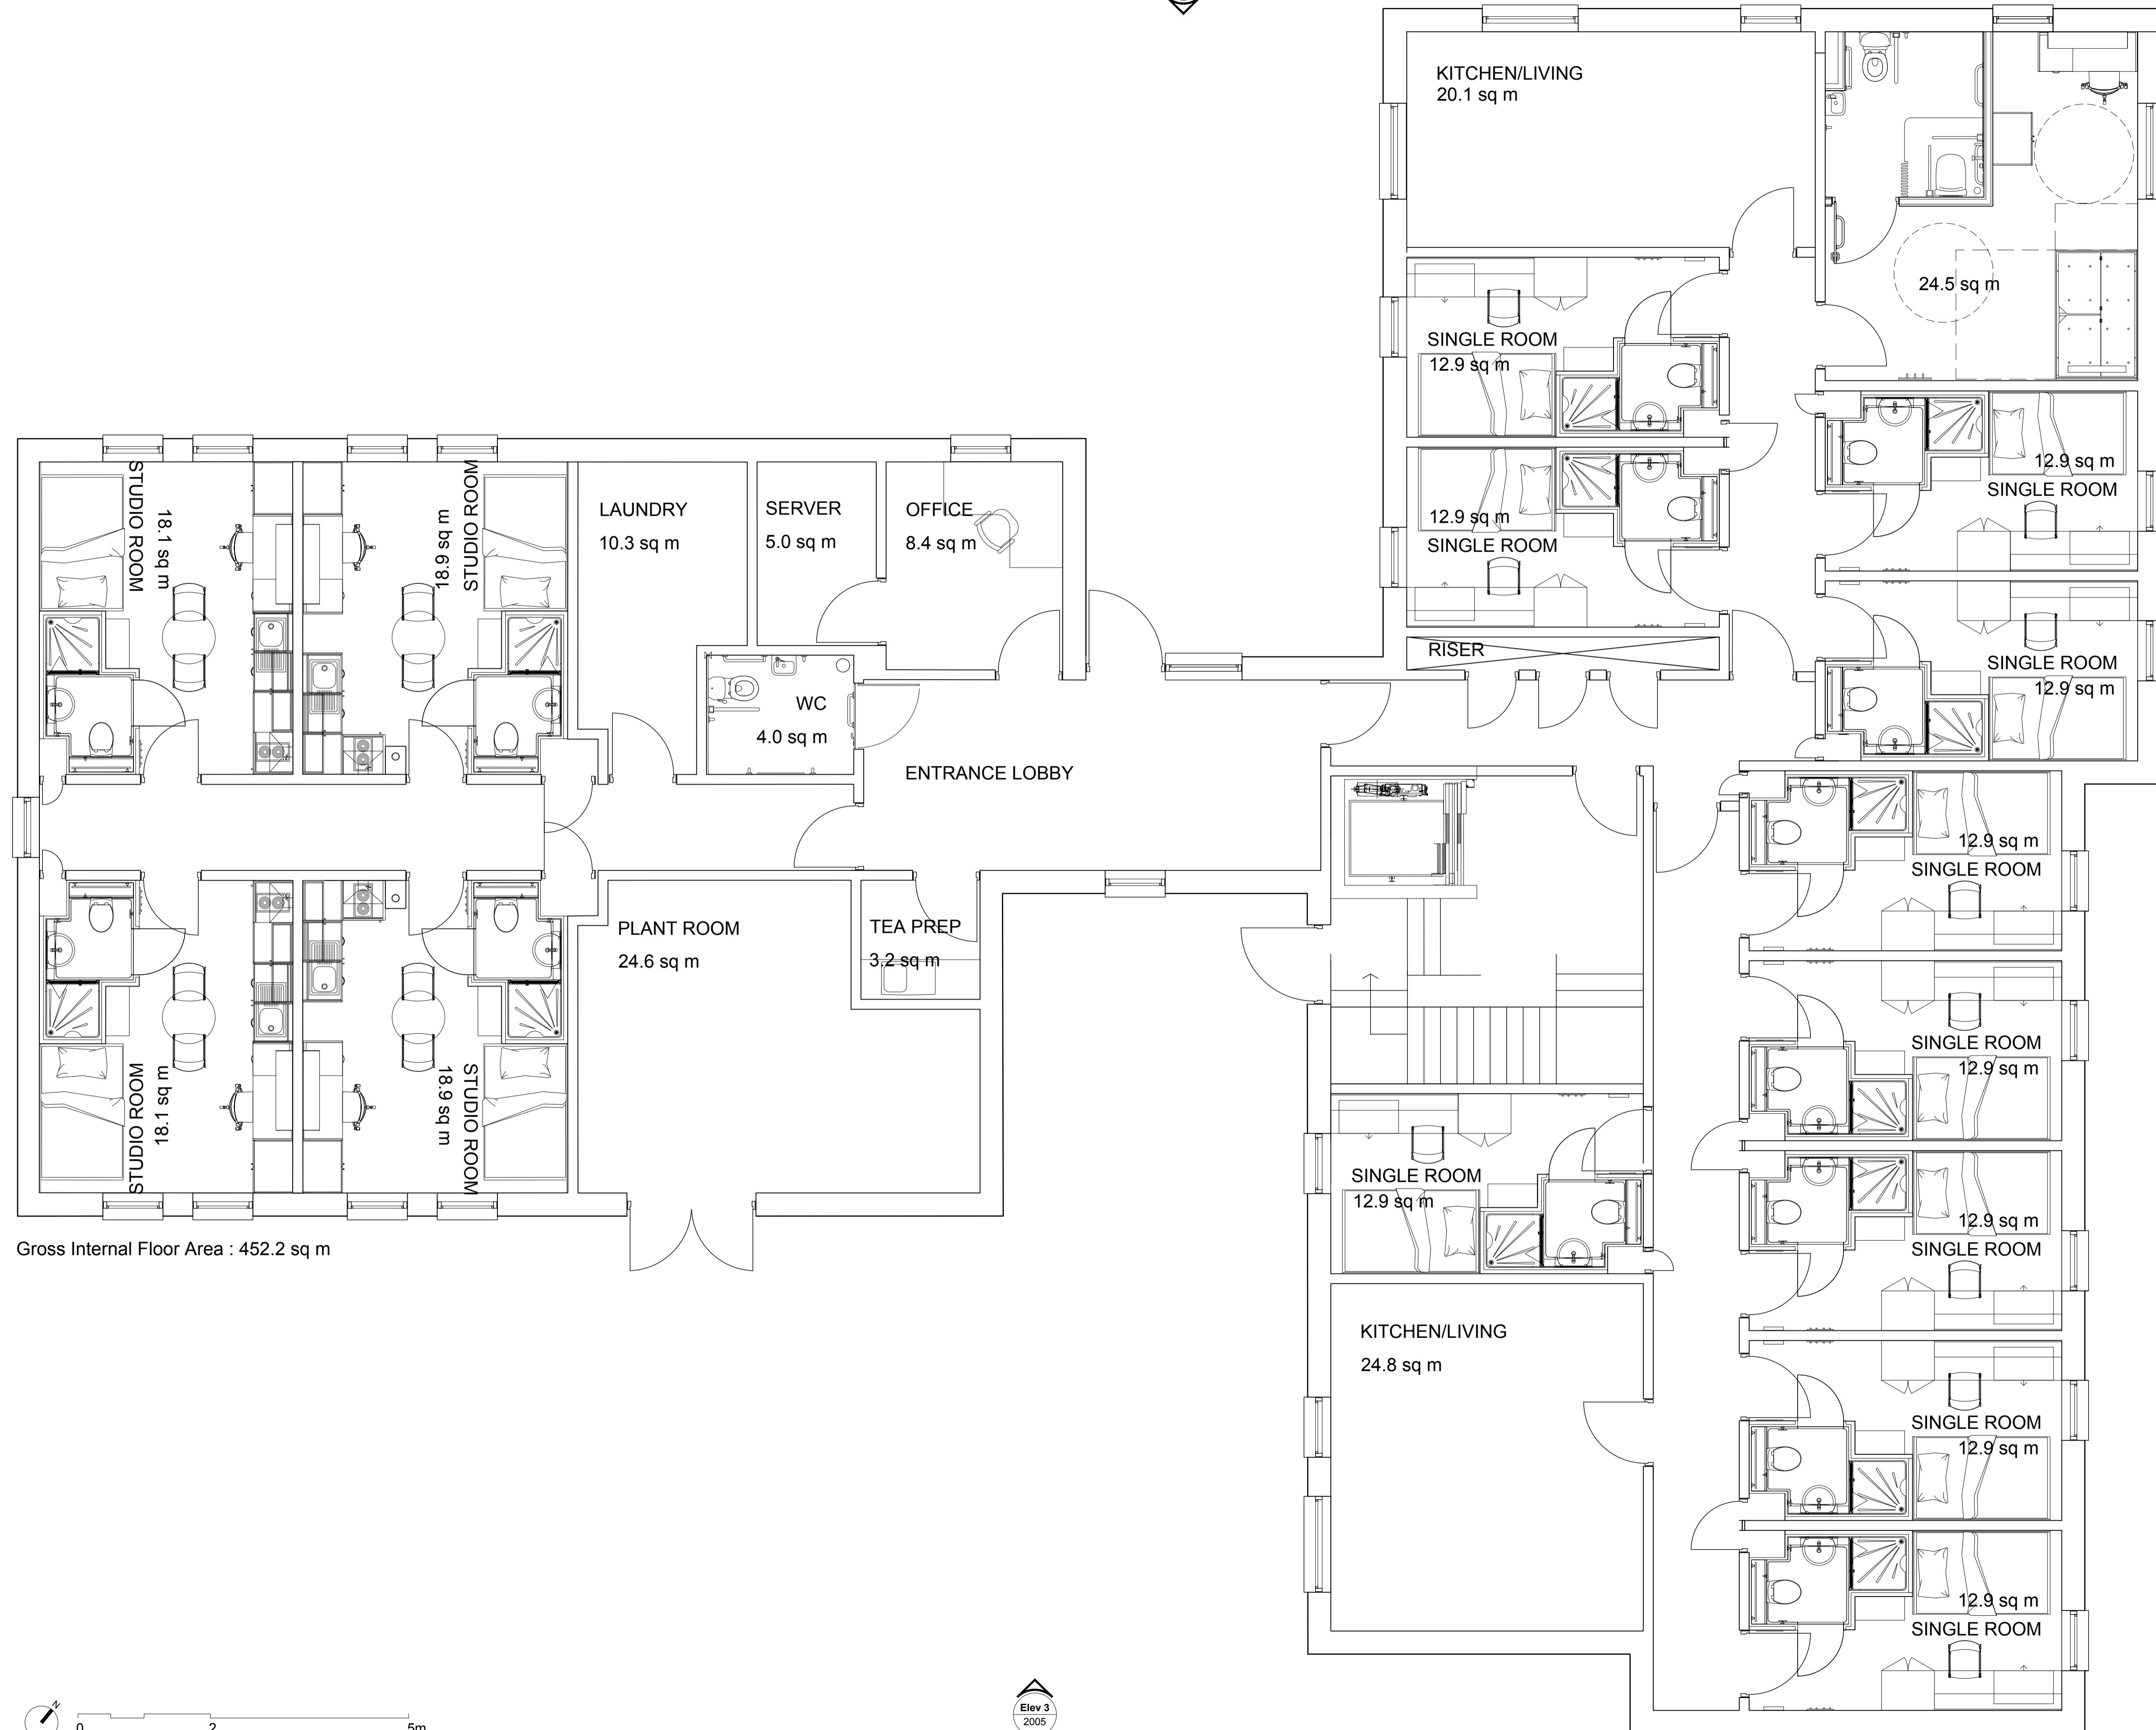 KITCHEN/LIVING
20.1 sq m
24.5 sq m
SINGLE ROOM
12.9 sq m
12.9 sq m
SINGLE ROOM
12.9 sq m
SINGLE ROOM
SINGLE ROOM
12.9 sq m
RISER
STUDIO ROOM
18.1 sq m
18.9 sq m
STUDIO ROOM
LAUNDRY
10.3 sq m
SERVER
5.0 sq m
OFFICE
8.4 sq m
WC
4.0 sq m
ENTRANCE LOBBY
12.9 sq m
SINGLE ROOM
PLANT ROOM
24.6 sq m
TEA PREP
3.2 sq m
SINGLE ROOM
12.9 sq m
STUDIO ROOM
18.1 sq m
18.9 sq m
STUDIO ROOM
SINGLE ROOM
12.9 sq m
12.9 sq m
SINGLE ROOM
Gross Internal Floor Area : 452.2 sq m
KITCHEN/LIVING
24.8 sq m
SINGLE ROOM
12.9 sq m
12.9 sq m
SINGLE ROOM
N
0 2 5m
Elev 3
2005